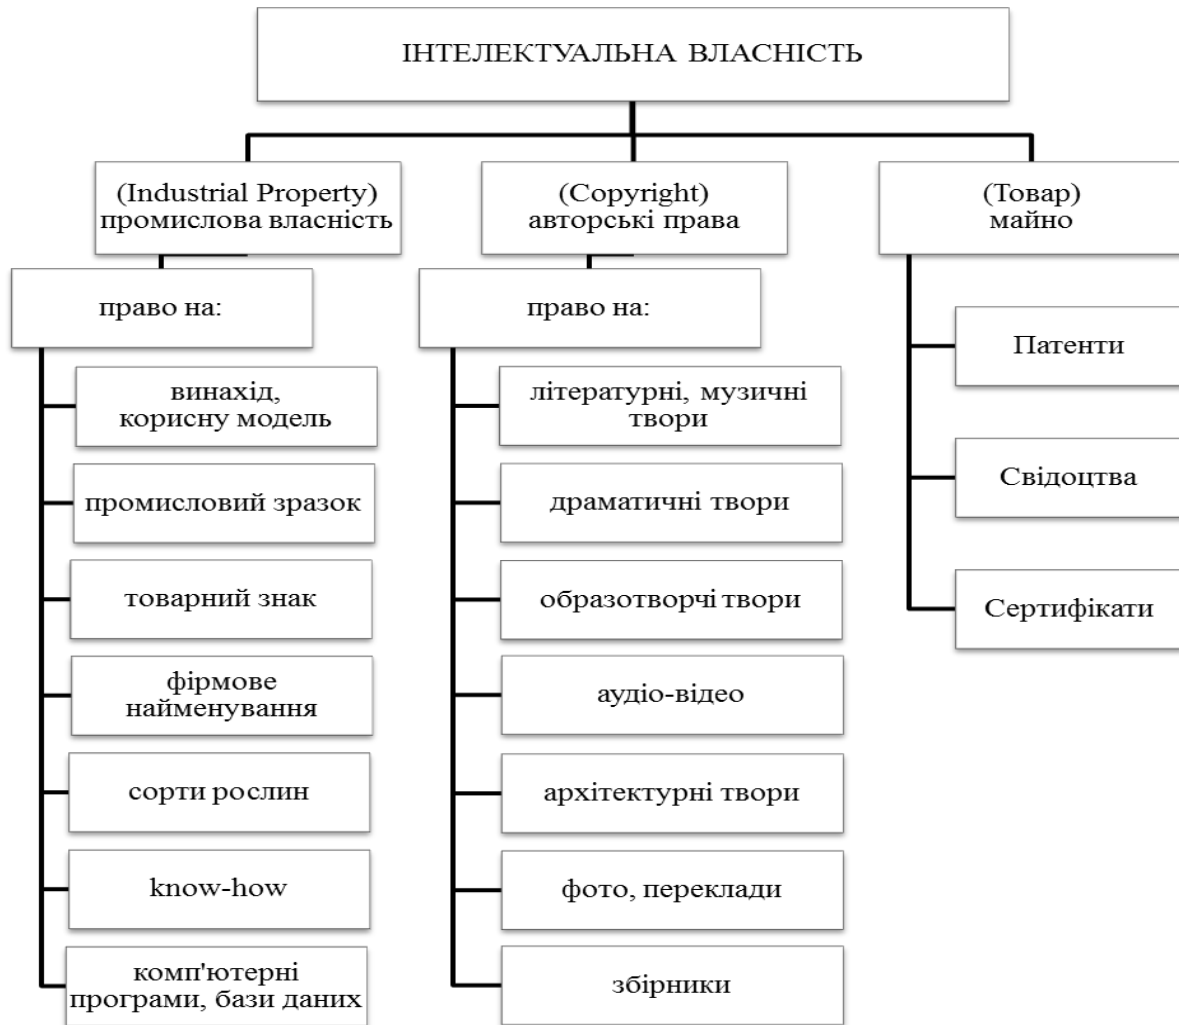 ІНТЕЛЕКТУАЛЬНА ВЛАСНІСТЬ
(Industrial Property)
промислова власність
право на:
винахід,
корисну модель
промисловий зразок
товарний знак
фірмове
найменування
сорти рослин
know-how
комп'ютерні
програми, бази даних
(Copyright)
авторські права
право на:
літературні, музичні
твори
драматичні твори
образотворчі твори
аудіо-відео
архітектурні твори
фото, переклади
збірники
(Товар)
майно
Патенти
Свідоцтва
Сертифікати